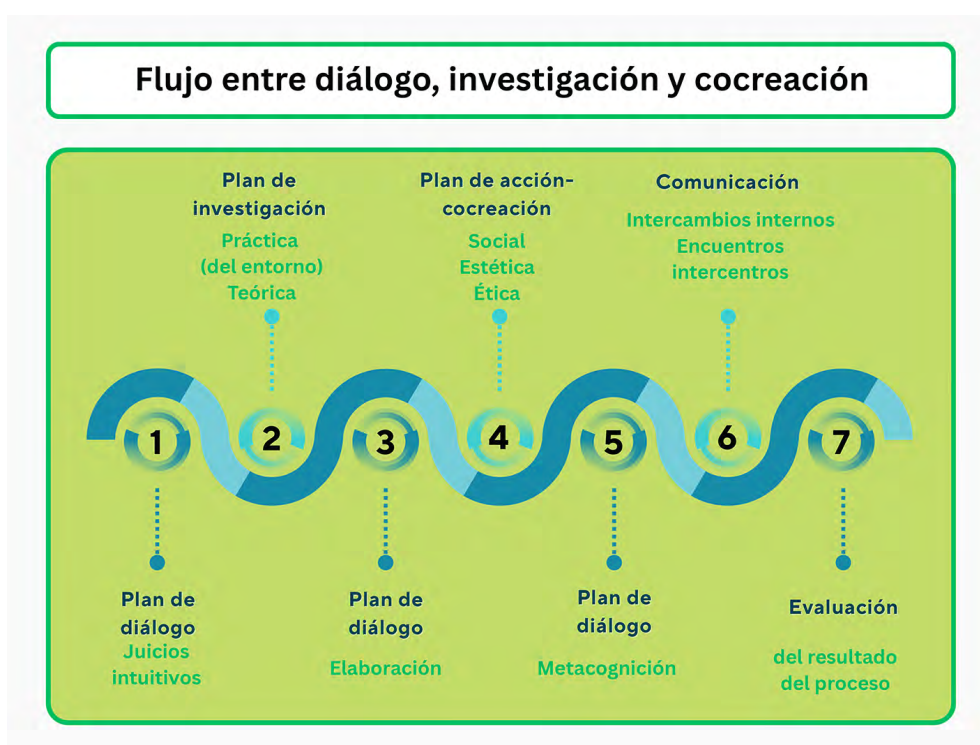 Flujo entre diálogo, investigación y cocreación
Plan de
investigación
Práctica
(del entorno)
Teórica
Plan de acción-
cocreación
Social
Estética
Ética
Comunicación
Intercambios internos
Encuentros
intercentros
1
2
3
4
5
6
7
Plan de
diálogo
Juicios
intuitivos
Plan de
diálogo
Elaboración
Plan de
diálogo
Metacognición
Evaluación
del resultado
del proceso